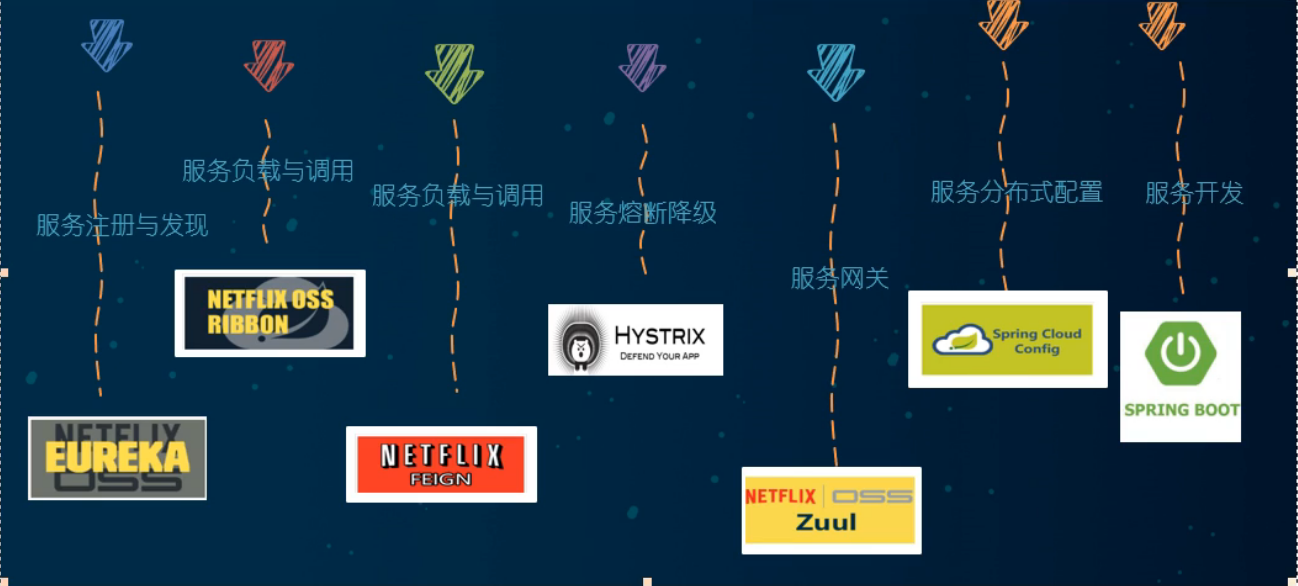 服务注册与发现
NETFLIX
EUREKA
OSS
服务负载与调用
NETFLIX OSS
RIBBON
服务负载与调用
NETFLIX
FEIGN
服务熔断降级
HYSTRIX
DEFEND YOUR APP
服务网关
NETFLIX OSS
Zuul
服务分布式配置
Spring Cloud
Config
服务开发
SPRING BOOT